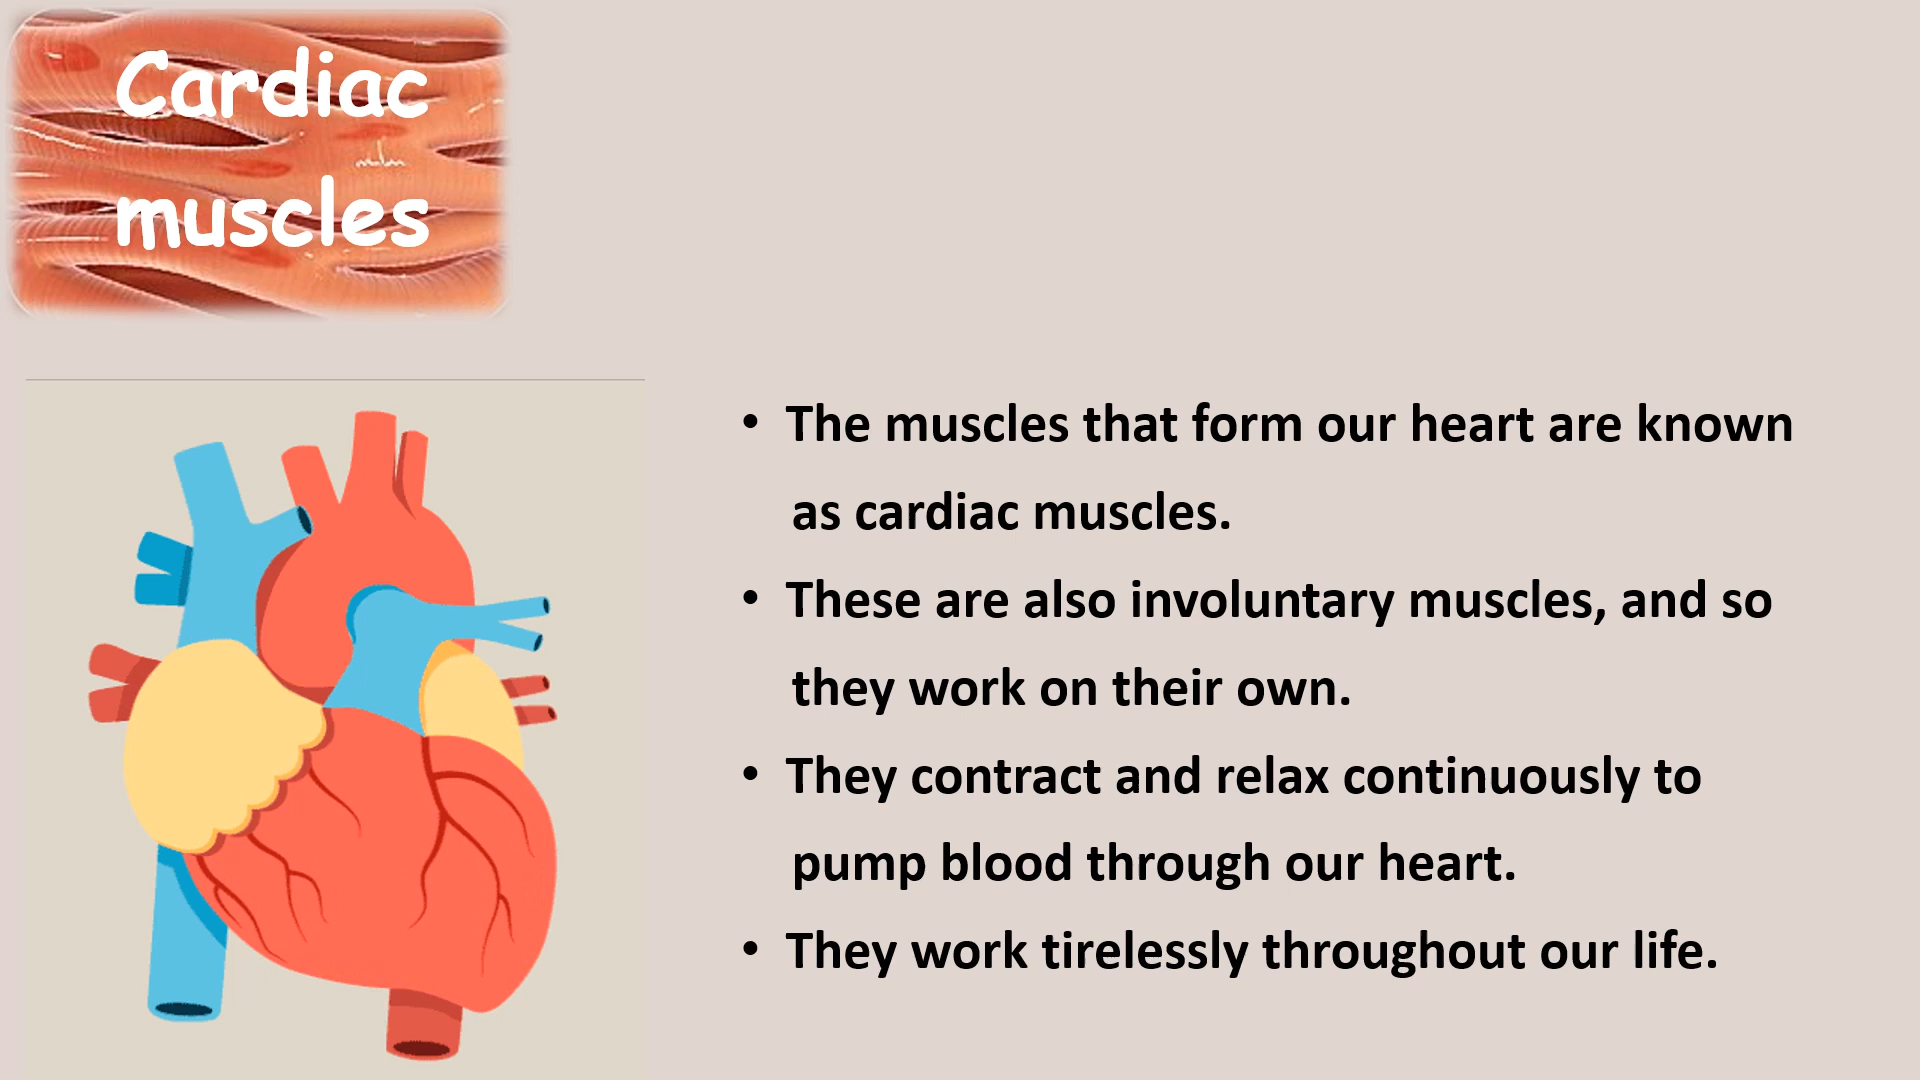 Cardiac
muscles
• The muscles that form our heart are known
as cardiac muscles.
• These are also involuntary muscles, and so
they work on their own.
• They contract and relax continuously to
pump blood through our heart.
• They work tirelessly throughout our life.